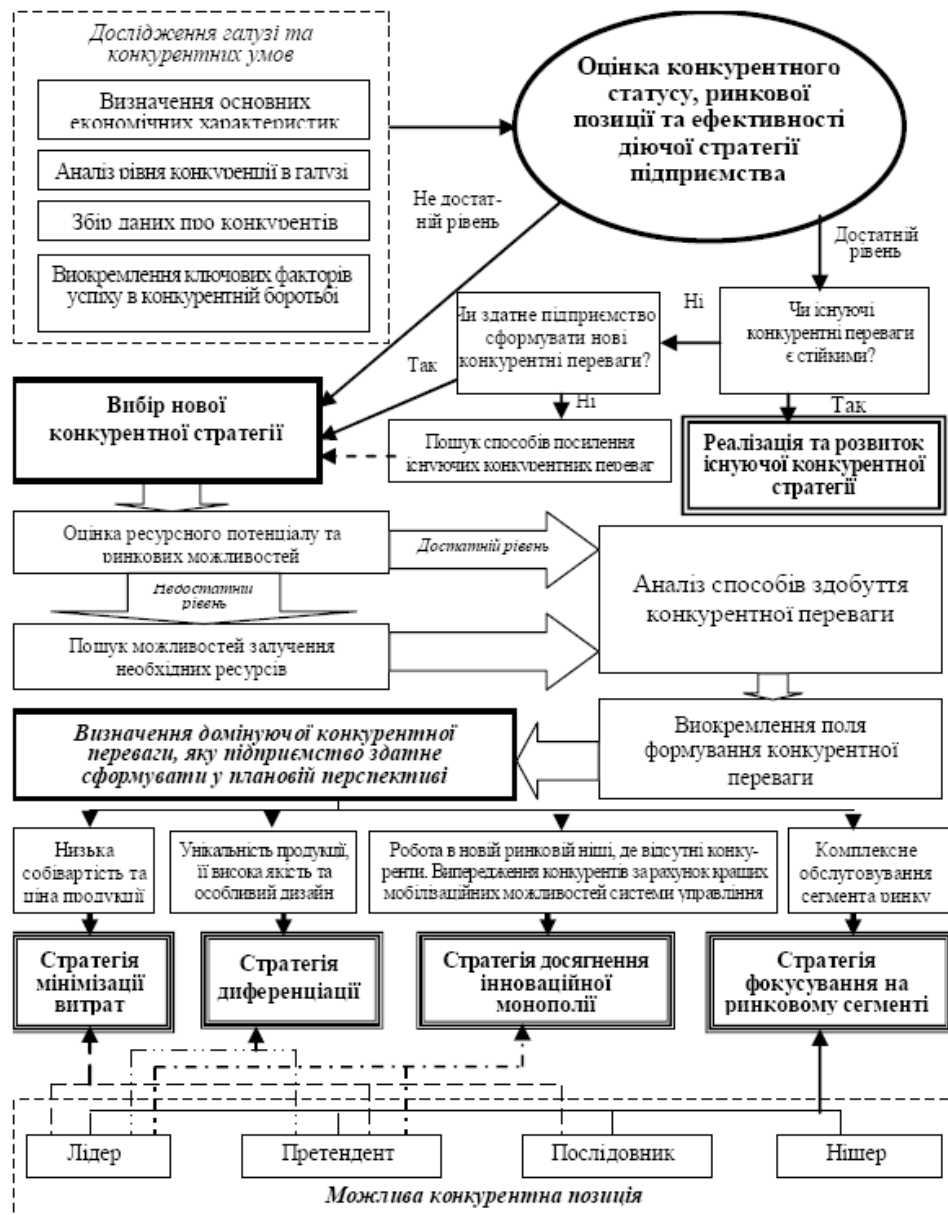 Дослідження галузі та
конкурентних умов
Визначення основних
економічних характеристик
Аналіз рівня конкуренції в галузі
Збір даних про конкурентів
Виокремлення ключових факторів
успіху в конкурентній боротьбі
Оцінка конкурентного
статусу, ринкової
позиції та ефективності
діючої стратегії
підприємства
Не достат-
ній рівень
Достатній
рівень
Чи здатне підприємство
сформувати нові
конкурентні переваги?
Ні
Чи існуючі
конкурентні переваги
є стійкими?
Так
Ні
Так
Вибір нової
конкурентної стратегії
Пошук способів посилення
існуючих конкурентних переваг
Реалізація та розвиток
існуючої конкурентної
стратегії
Оцінка ресурсного потенціалу та
ринкових можливостей
Достатній рівень
Недостатній
рівень
Аналіз способів здобуття
конкурентної переваги
Пошук можливостей залучення
необхідних ресурсів
Виокремлення поля
формування конкурентної
переваги
Визначення домінуючої конкурентної
переваги, яку підприємство здатне
сформувати у плановій перспективі
Низька
собівартість та
ціна продукції
Унікальність продукції,
її висока якість та
особливий дизайн
Робота в новій ринковій ніші, де відсутні конку-
ренти. Випередження конкурентів за рахунок кращих
мобілізаційних можливостей системи управління
Комплексне
обслуговування
сегмента ринку
Стратегія
мінімізації
витрат
Стратегія
диференціації
Стратегія досягнення
інноваційної
монополії
Стратегія
фокусування на
ринковому сегменті
Лідер
Претендент
Послідовник
Нішер
Можлива конкурентна позиція